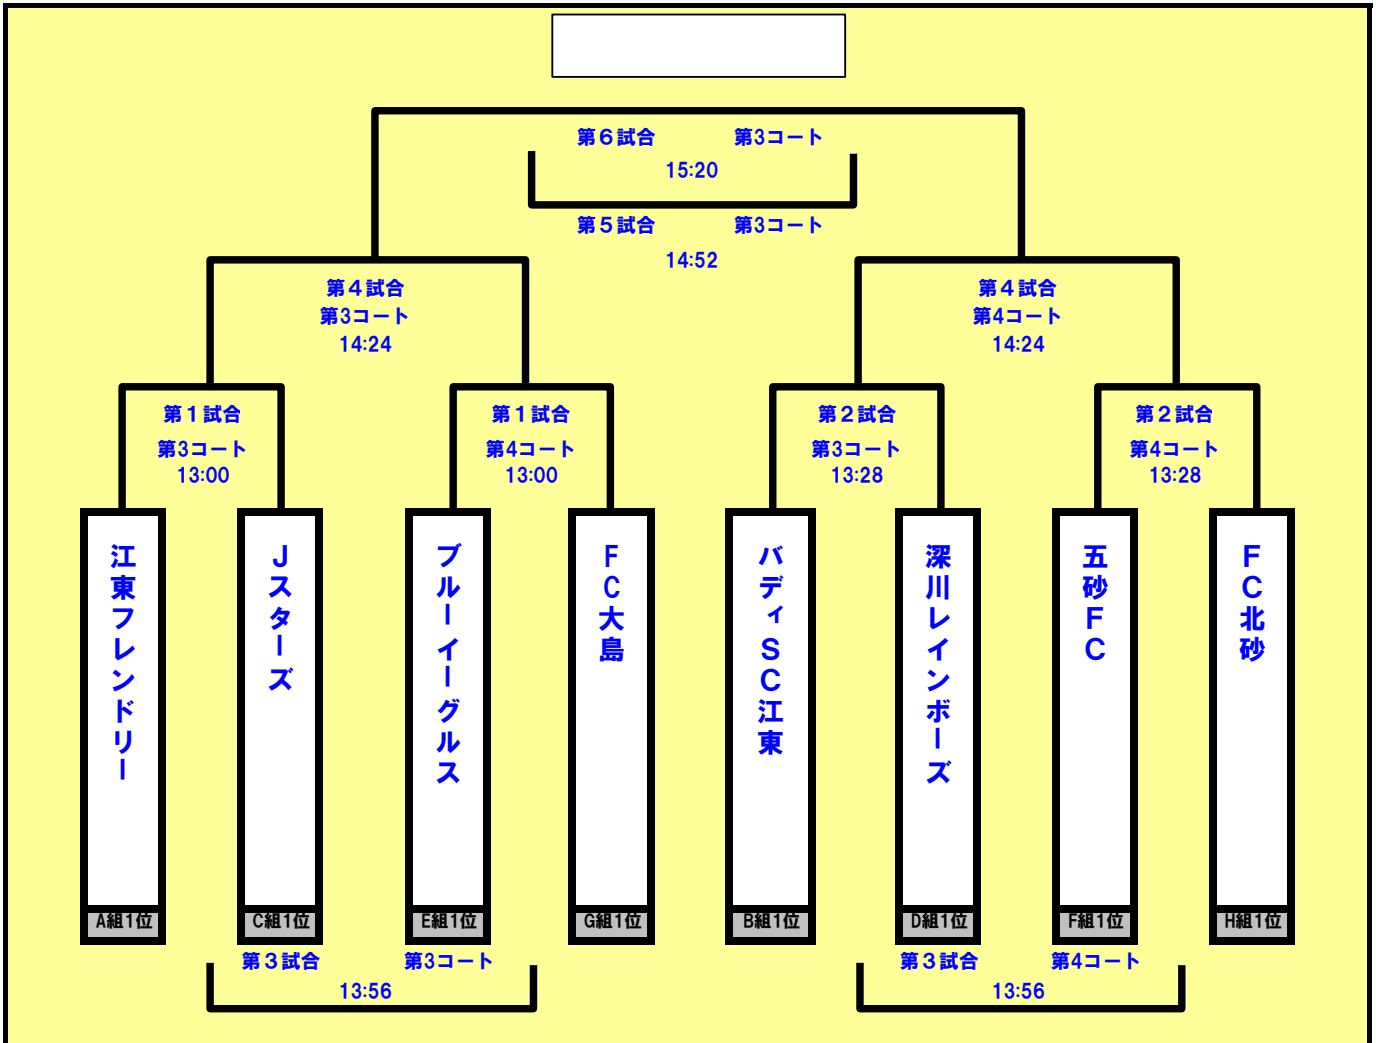 第６試合 第3コート
15:20
第５試合 第3コート
14:52
第４試合
第3コート
14:24
第４試合
第4コート
14:24
第１試合
第3コート
13:00
第１試合
第4コート
13:00
第２試合
第3コート
13:28
第２試合
第4コート
13:28
江東フレンドリー
Jスターズ
ブルーイーグルス
FC大島
バディSC江東
深川レインボーズ
五砂FC
FC北砂
A組1位
C組1位
E組1位
G組1位
B組1位
D組1位
F組1位
H組1位
第３試合 第3コート
13:56
第３試合 第4コート
13:56